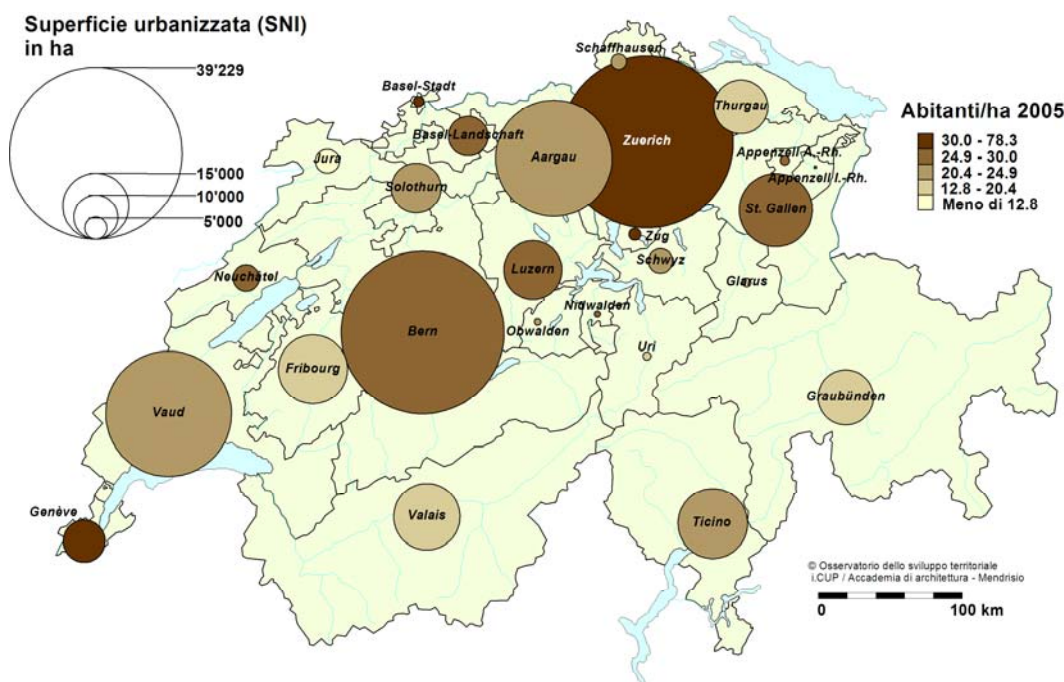 Superficie urbanizzata (SNI)
in ha
39'229
15'000
10'000
5'000
Abitanti/ha 2005
30.0 - 78.3
24.9 - 30.0
20.4 - 24.9
12.8 - 20.4
Meno di 12.8
Schaffhausen
Basel-Stadt
Thurgau
Basel-Landschaft
Zuerich
Jura
Aargau
Appenzell A.-Rh.
Appenzell I.-Rh.
Solothurn
St. Gallen
Zug
Schwyz
Luzern
Neuchâtel
Glarus
Nidwalden
Bern
Obwalden
Uri
Fribourg
Graubünden
Vaud
Genève
Valais
Ticino
© Osservatorio dello sviluppo territoriale
i.CUP / Accademia di architettura - Mendrisio
0 100 km